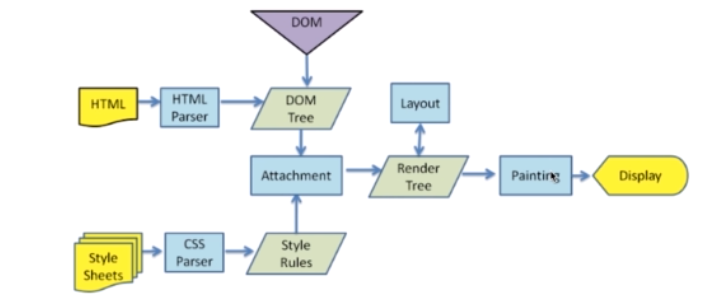 DOM
HTML
HTML
Parser
DOM
Tree
Layout
Attachment
Render
Tree
Painting
Display
Style
Sheets
CSS
Parser
Style
Rules